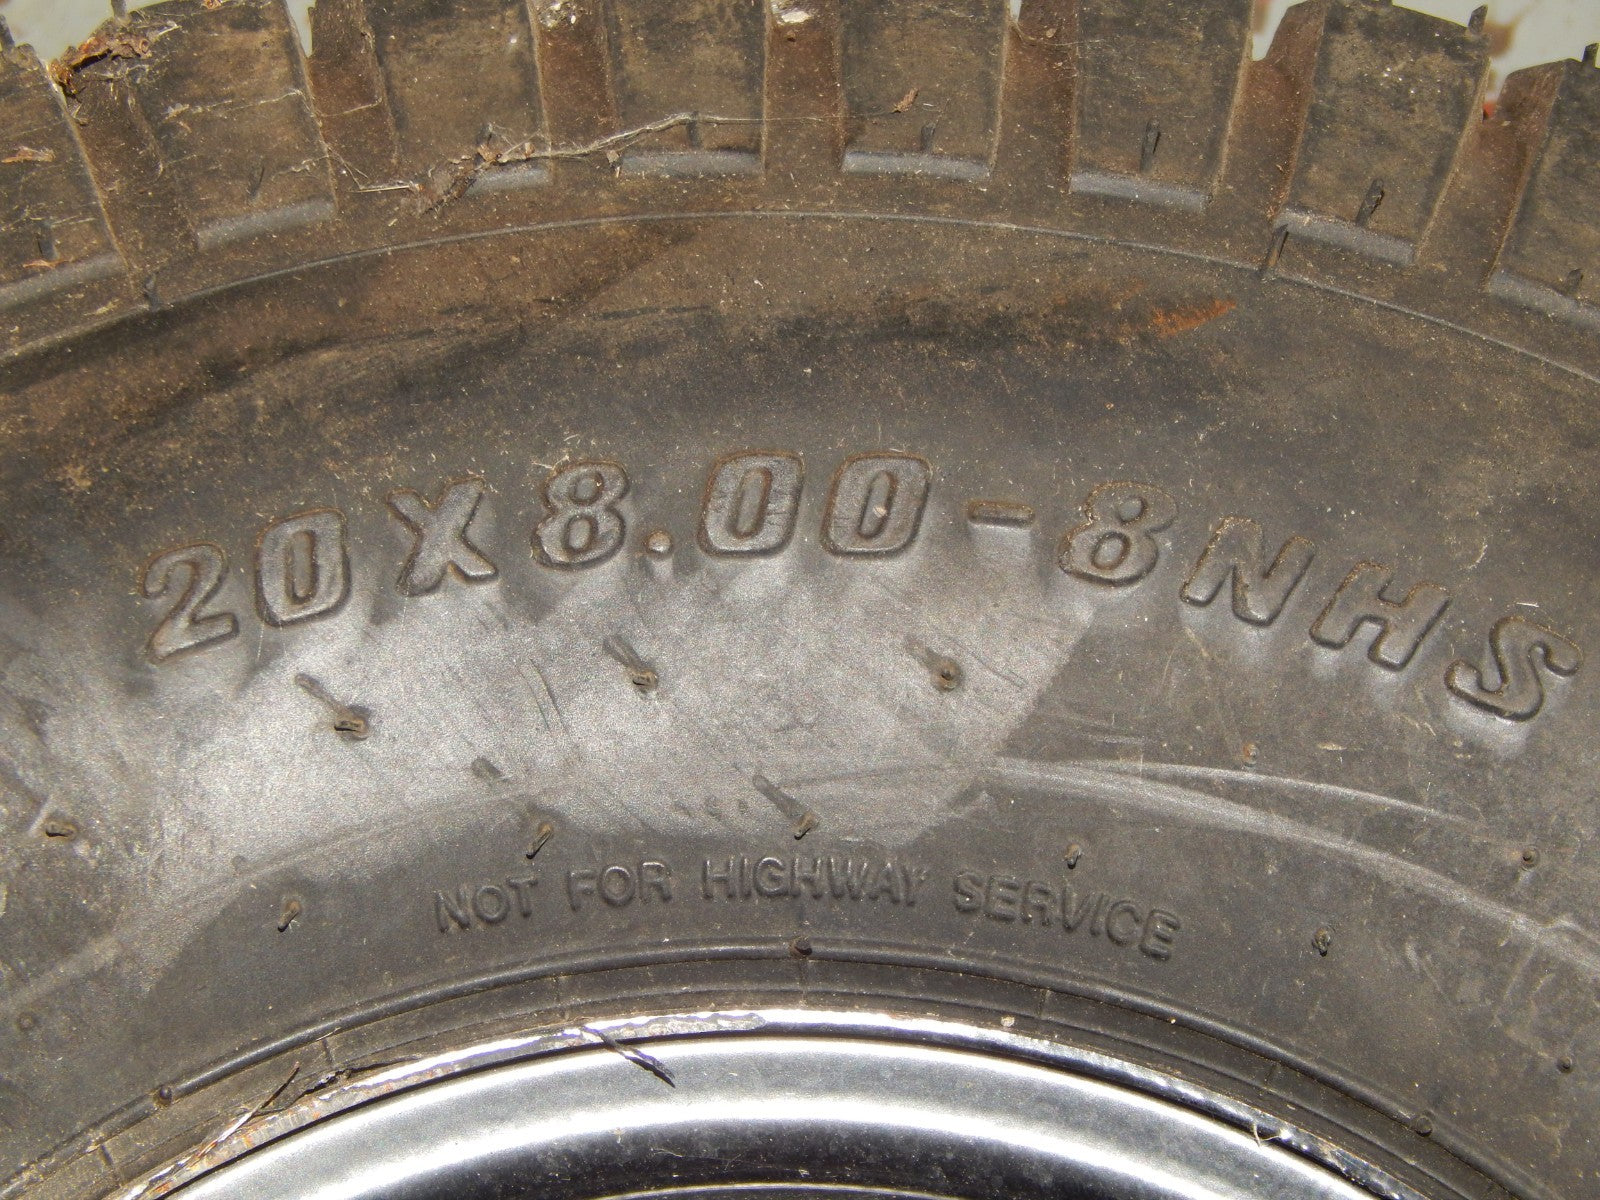 20X8.00-8NHS
NOT FOR HIGHWAY SERVICE